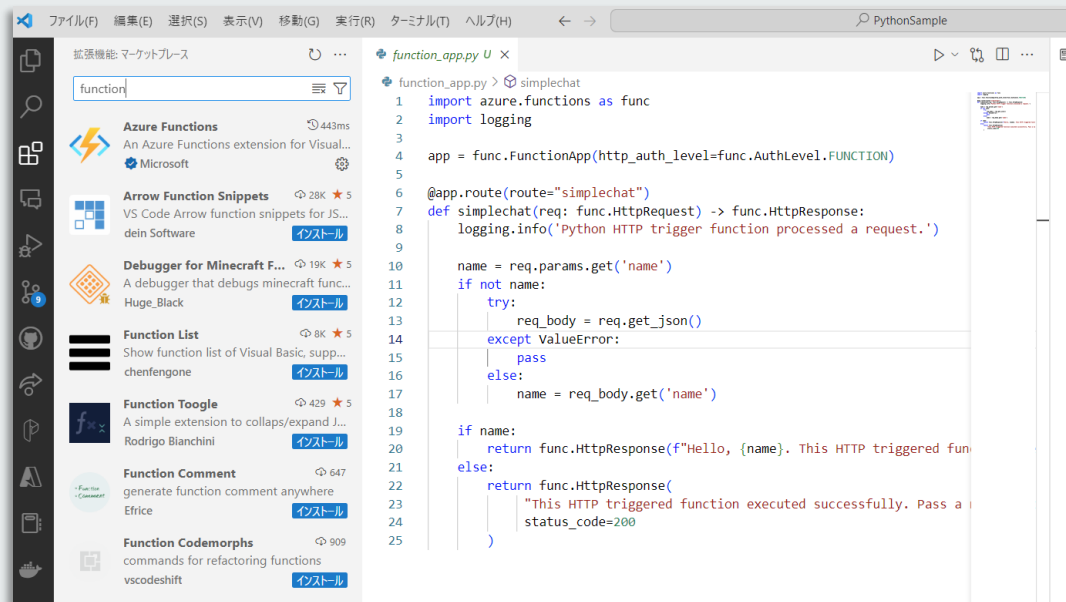 ファイル(F) 編集(E) 選択(S) 表示(V) 移動(G) 実行(R) ターミナル(T) ヘルプ(H) PythonSample
拡張機能: マーケットプレース
function
Azure Functions 443ms
An Azure Functions extension for Visual...
Microsoft
Arrow Function Snippets 28K 5
VS Code Arrow function snippets for JS...
dein Software インストール
Debugger for Minecraft F... 19K 5
A debugger that debugs minecraft func...
Huge_Black インストール
Function List 8K 5
Show function list of Visual Basic, supp...
chenfengone インストール
Function Toogle 429 5
A simple extension to collaps/expand J...
Rodrigo Bianchini インストール
Function Comment 647
generate function comment anywhere
Efrice インストール
Function Codemorphs 909
commands for refactoring functions
vscodeshift インストール
9
function_app.py U
function_app.py > simplechat
1 import azure.functions as func
2 import logging
3
4 app = func.FunctionApp(http_auth_level=func.AuthLevel.FUNCTION)
5
6 @app.route(route="simplechat")
7 def simplechat(req: func.HttpRequest) -> func.HttpResponse:
8 logging.info('Python HTTP trigger function processed a request.')
9
10 name = req.params.get('name')
11 if not name:
12 try:
13 req_body = req.get_json()
14 except ValueError:
15 pass
16 else:
17 name = req_body.get('name')
18
19 if name:
20 return func.HttpResponse(f"Hello, {name}. This HTTP triggered fun
21 else:
22 return func.HttpResponse(
23 "This HTTP triggered function executed successfully. Pass a
24 status_code=200
25 )